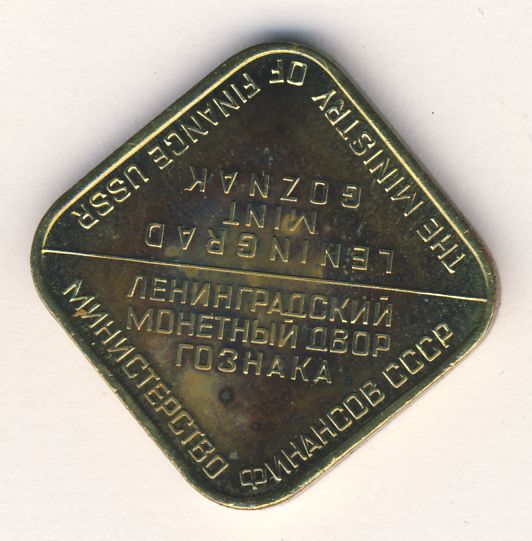 THE MINISTRY OF FINANCE USSR
LENINGRAD
MINT
GOZNAK
ЛЕНИНГРАДСКИЙ
МОНЕТНЫЙ ДВОР
ГОЗНАКА
МИНИСТЕРСТВО ФИНАНСОВ СССР